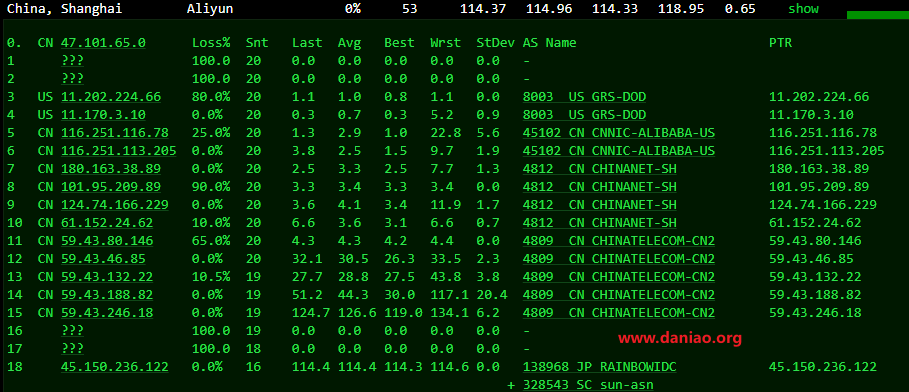 China, Shanghai Aliyun 0% 53 114.37 114.96 114.33 118.95 0.65 show
0. CN 47.101.65.0 Loss% Snt Last Avg Best Wrst StDev AS Name PTR
1 ??? 100.0 20 0.0 0.0 0.0 0.0 0.0 -
2 ??? 100.0 20 0.0 0.0 0.0 0.0 0.0 -
3 US 11.202.224.66 80.0% 20 1.1 1.0 0.8 1.1 0.0 8003 US GRS-DOD 11.202.224.66
4 US 11.170.3.10 0.0% 20 0.3 0.7 0.3 5.2 0.9 8003 US GRS-DOD 11.170.3.10
5 CN 116.251.116.78 25.0% 20 1.3 2.9 1.0 22.8 5.6 45102 CN CNNIC-ALIBABA-US 116.251.116.78
6 CN 116.251.113.205 0.0% 20 3.8 2.5 1.5 9.7 1.9 45102 CN CNNIC-ALIBABA-US 116.251.113.205
7 CN 180.163.38.89 0.0% 20 2.5 3.3 2.5 7.7 1.3 4812 CN CHINANET-SH 180.163.38.89
8 CN 101.95.209.89 90.0% 20 3.3 3.4 3.3 3.4 0.0 4812 CN CHINANET-SH 101.95.209.89
9 CN 124.74.166.229 0.0% 20 3.6 4.1 3.4 11.9 1.7 4812 CN CHINANET-SH 124.74.166.229
10 CN 61.152.24.62 10.0% 20 6.6 3.6 3.1 6.6 0.7 4812 CN CHINANET-SH 61.152.24.62
11 CN 59.43.80.146 65.0% 20 4.3 4.3 4.2 4.4 0.0 4809 CN CHINATELECOM-CN2 59.43.80.146
12 CN 59.43.46.85 0.0% 20 32.1 30.5 26.3 33.5 2.3 4809 CN CHINATELECOM-CN2 59.43.46.85
13 CN 59.43.132.22 10.5% 19 27.7 28.8 27.5 43.8 3.8 4809 CN CHINATELECOM-CN2 59.43.132.22
14 CN 59.43.188.82 0.0% 19 51.2 44.3 30.0 117.1 20.4 4809 CN CHINATELECOM-CN2 59.43.188.82
15 CN 59.43.246.18 0.0% 19 124.7 126.6 119.0 134.1 6.2 4809 CN CHINATELECOM-CN2 59.43.246.18
16 ??? 100.0 19 0.0 0.0 0.0 0.0 0.0 -
www.daniao.org
17 ??? 100.0 18 0.0 0.0 0.0 0.0 0.0 -
18 45.150.236.122 0.0% 16 114.4 114.4 114.3 114.6 0.0 138968 JP RAINBOWIDC 45.150.236.122
+ 328543 SC sun-asn